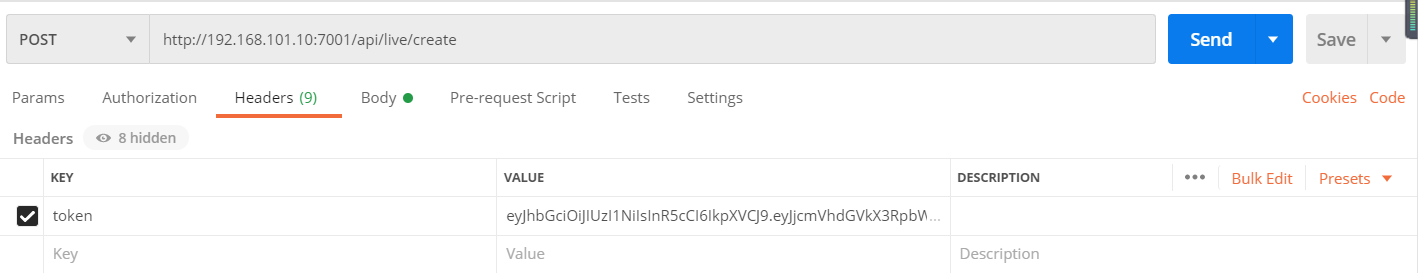 POST http://192.168.101.10:7001/api/live/create Send Save
Params Authorization Headers (9) Body Pre-request Script Tests Settings Cookies Code
Headers 8 hidden
KEY VALUE DESCRIPTION ••• Bulk Edit Presets
token eyJhbGciOiJIUzI1NiIsInR5cCI6IkpXVCJ9.eyJjcmVhdGVkX3RpbW...
Key Value Description